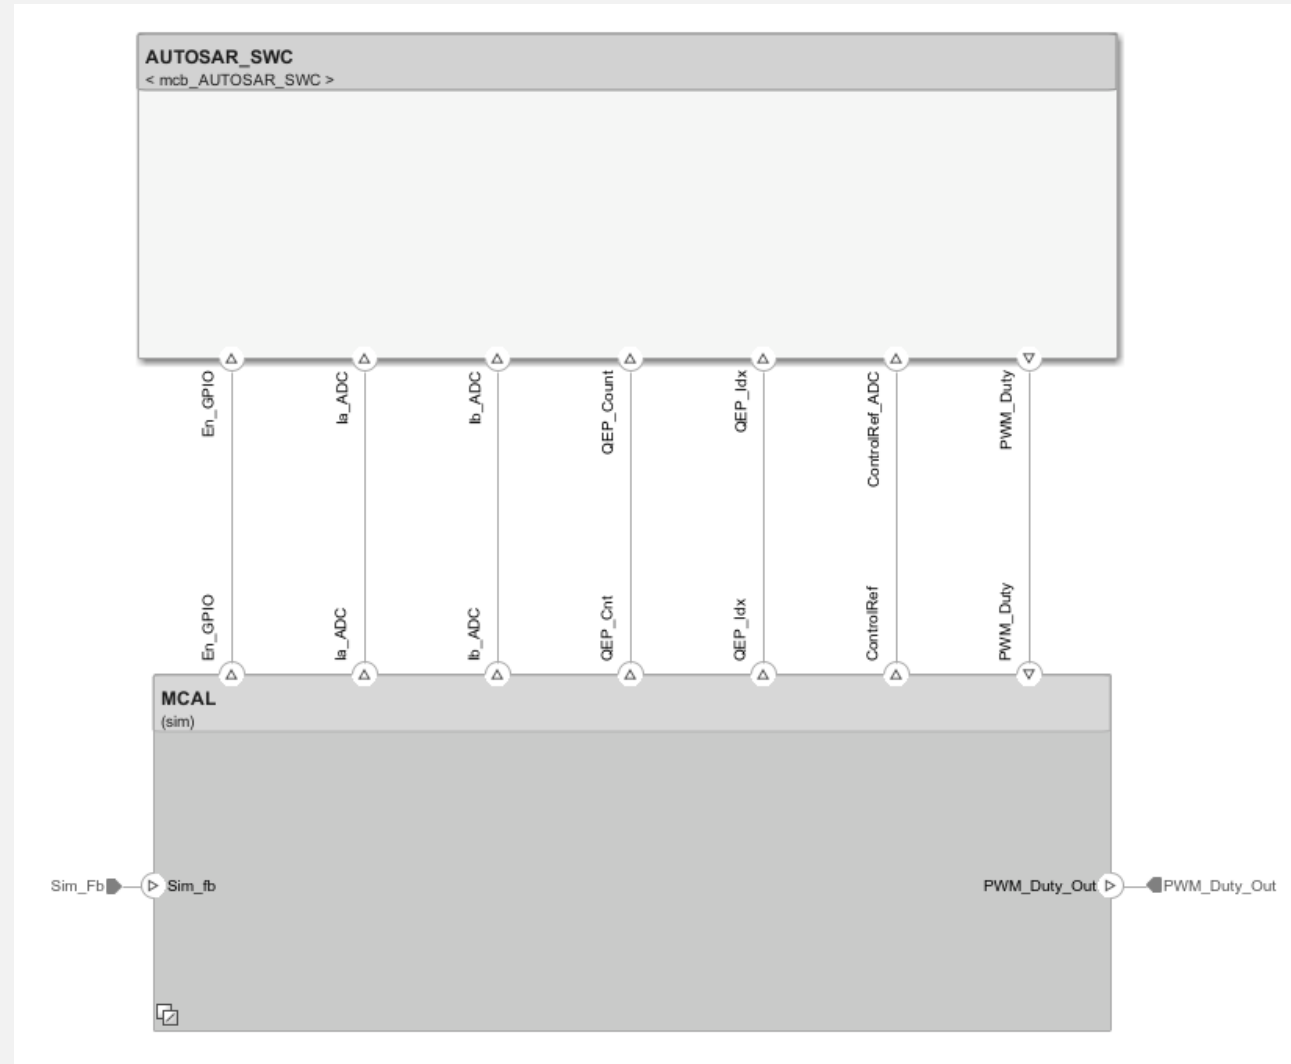 AUTOSAR_SWC
< mcb_AUTOSAR_SWC >
En_GPIO
Ia_ADC
Ib_ADC
QEP_Count
QEP_Idx
ControlRef_ADC
PWM_Duty
En_GPIO
Ia_ADC
Ib_ADC
QEP_Cnt
QEP_Idx
ControlRef
PWM_Duty
MCAL
(sim)
Sim_Fb
Sim_fb
PWM_Duty_Out
PWM_Duty_Out